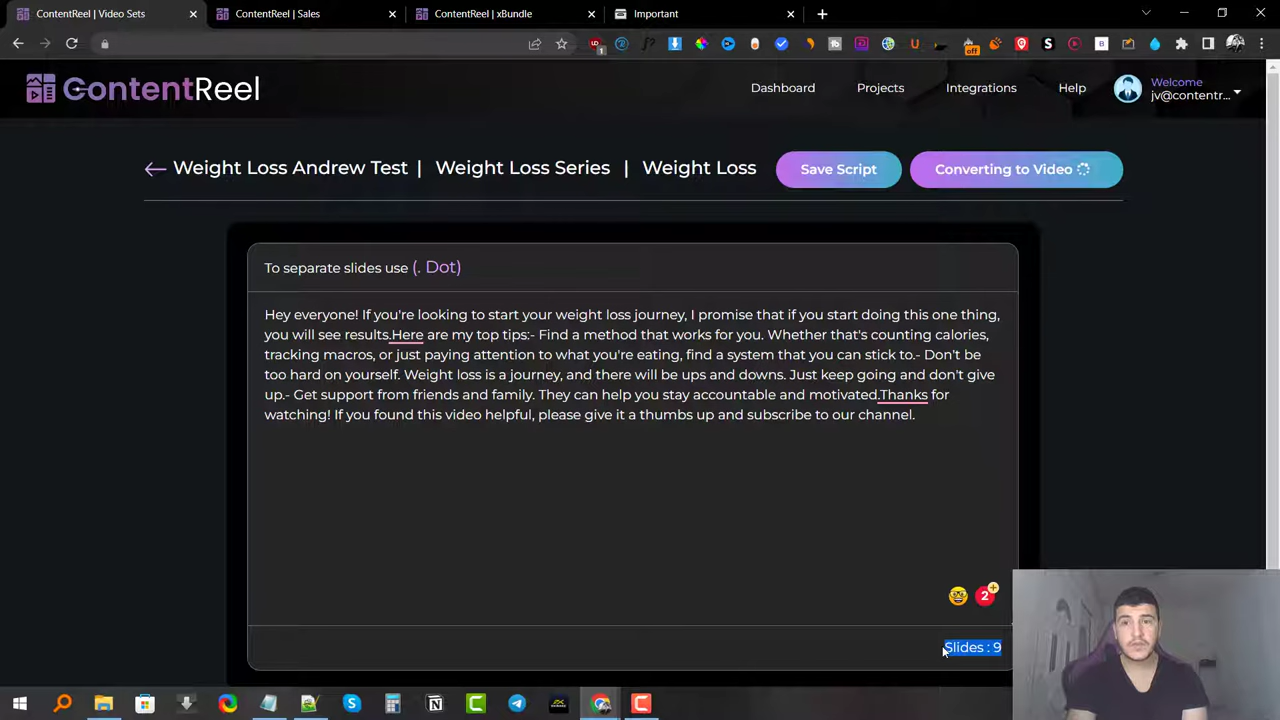 ContentReel | Video Sets
ContentReel | Sales
ContentReel | xBundle
Important
ContentReel
Dashboard
Projects
Integrations
Help
Welcome
jv@contentr...
Weight Loss Andrew Test | Weight Loss Series | Weight Loss
Save Script
Converting to Video
To separate slides use (. Dot)
Hey everyone! If you're looking to start your weight loss journey, I promise that if you start doing this one thing,
you will see results.Here are my top tips:- Find a method that works for you. Whether that's counting calories,
tracking macros, or just paying attention to what you're eating, find a system that you can stick to.- Don't be
too hard on yourself. Weight loss is a journey, and there will be ups and downs. Just keep going and don't give
up.- Get support from friends and family. They can help you stay accountable and motivated.Thanks for
watching! If you found this video helpful, please give it a thumbs up and subscribe to our channel.
2
Slides : 9